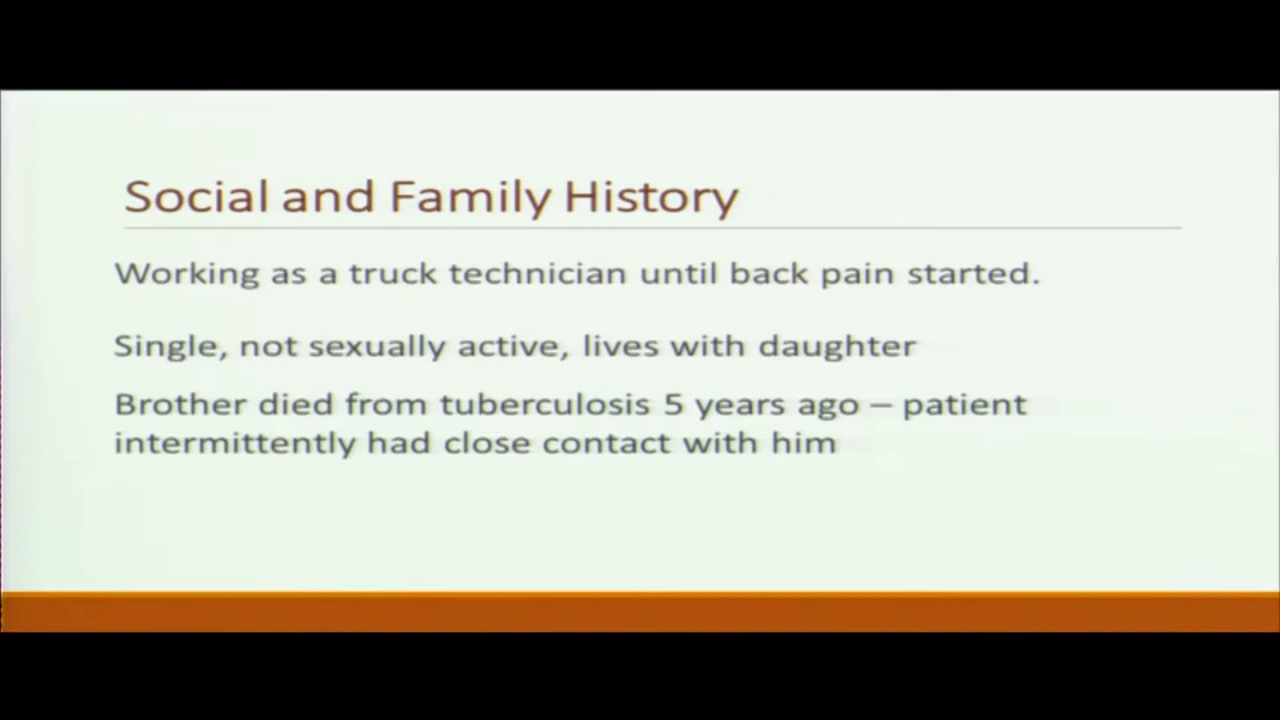 Social and Family History
Working as a truck technician until back pain started.
Single, not sexually active, lives with daughter
Brother died from tuberculosis 5 years ago – patient
intermittently had close contact with him